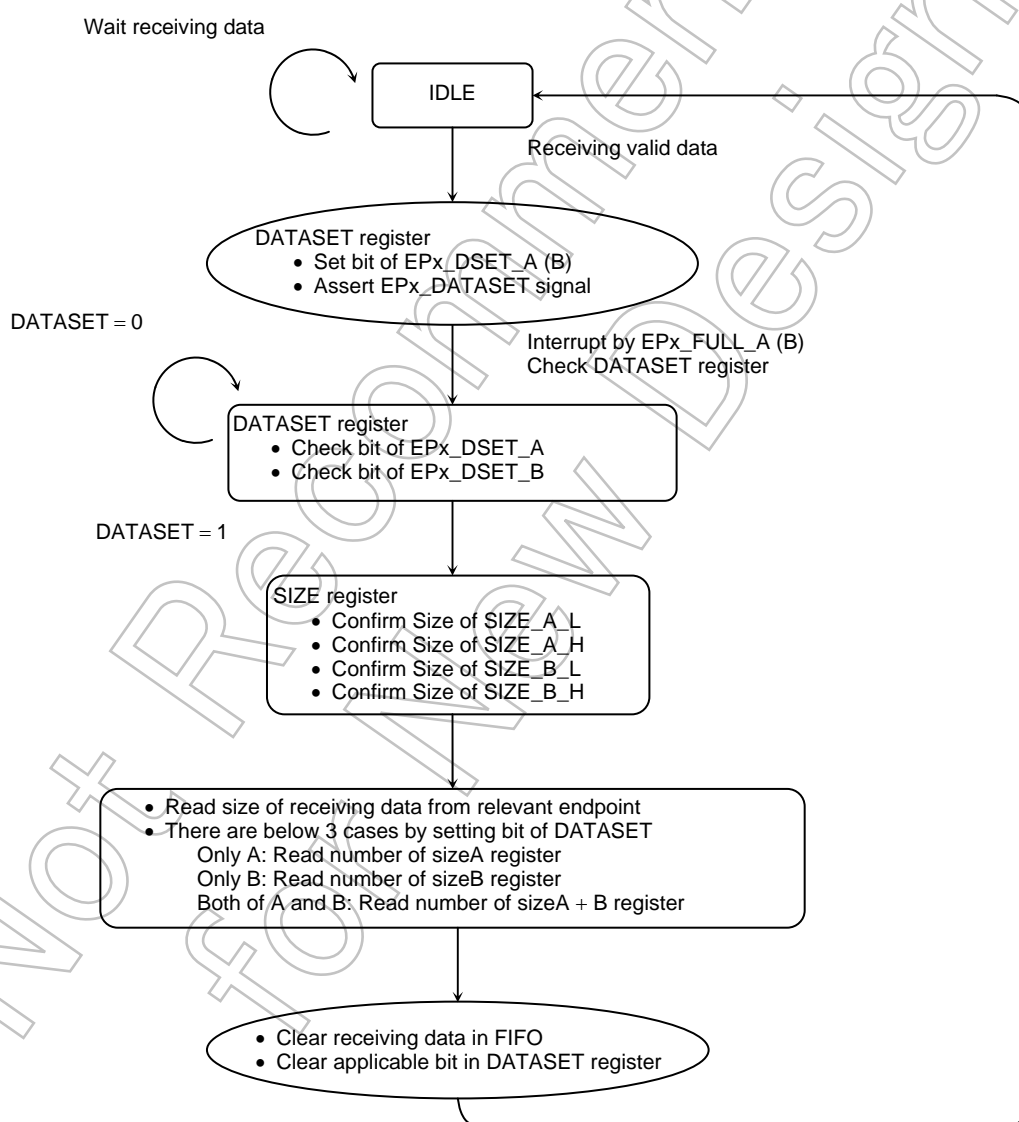 Wait receiving data
IDLE
Receiving valid data
DATASET register
• Set bit of EPx_DSET_A (B)
• Assert EPx_DATASET signal
DATASET = 0
Interrupt by EPx_FULL_A (B)
Check DATASET register
DATASET register
• Check bit of EPx_DSET_A
• Check bit of EPx_DSET_B
DATASET = 1
SIZE register
• Confirm Size of SIZE_A_L
• Confirm Size of SIZE_A_H
• Confirm Size of SIZE_B_L
• Confirm Size of SIZE_B_H
• Read size of receiving data from relevant endpoint
• There are below 3 cases by setting bit of DATASET
Only A: Read number of sizeA register
Only B: Read number of sizeB register
Both of A and B: Read number of sizeA + B register
• Clear receiving data in FIFO
• Clear applicable bit in DATASET register
Not Recommen
for New Design